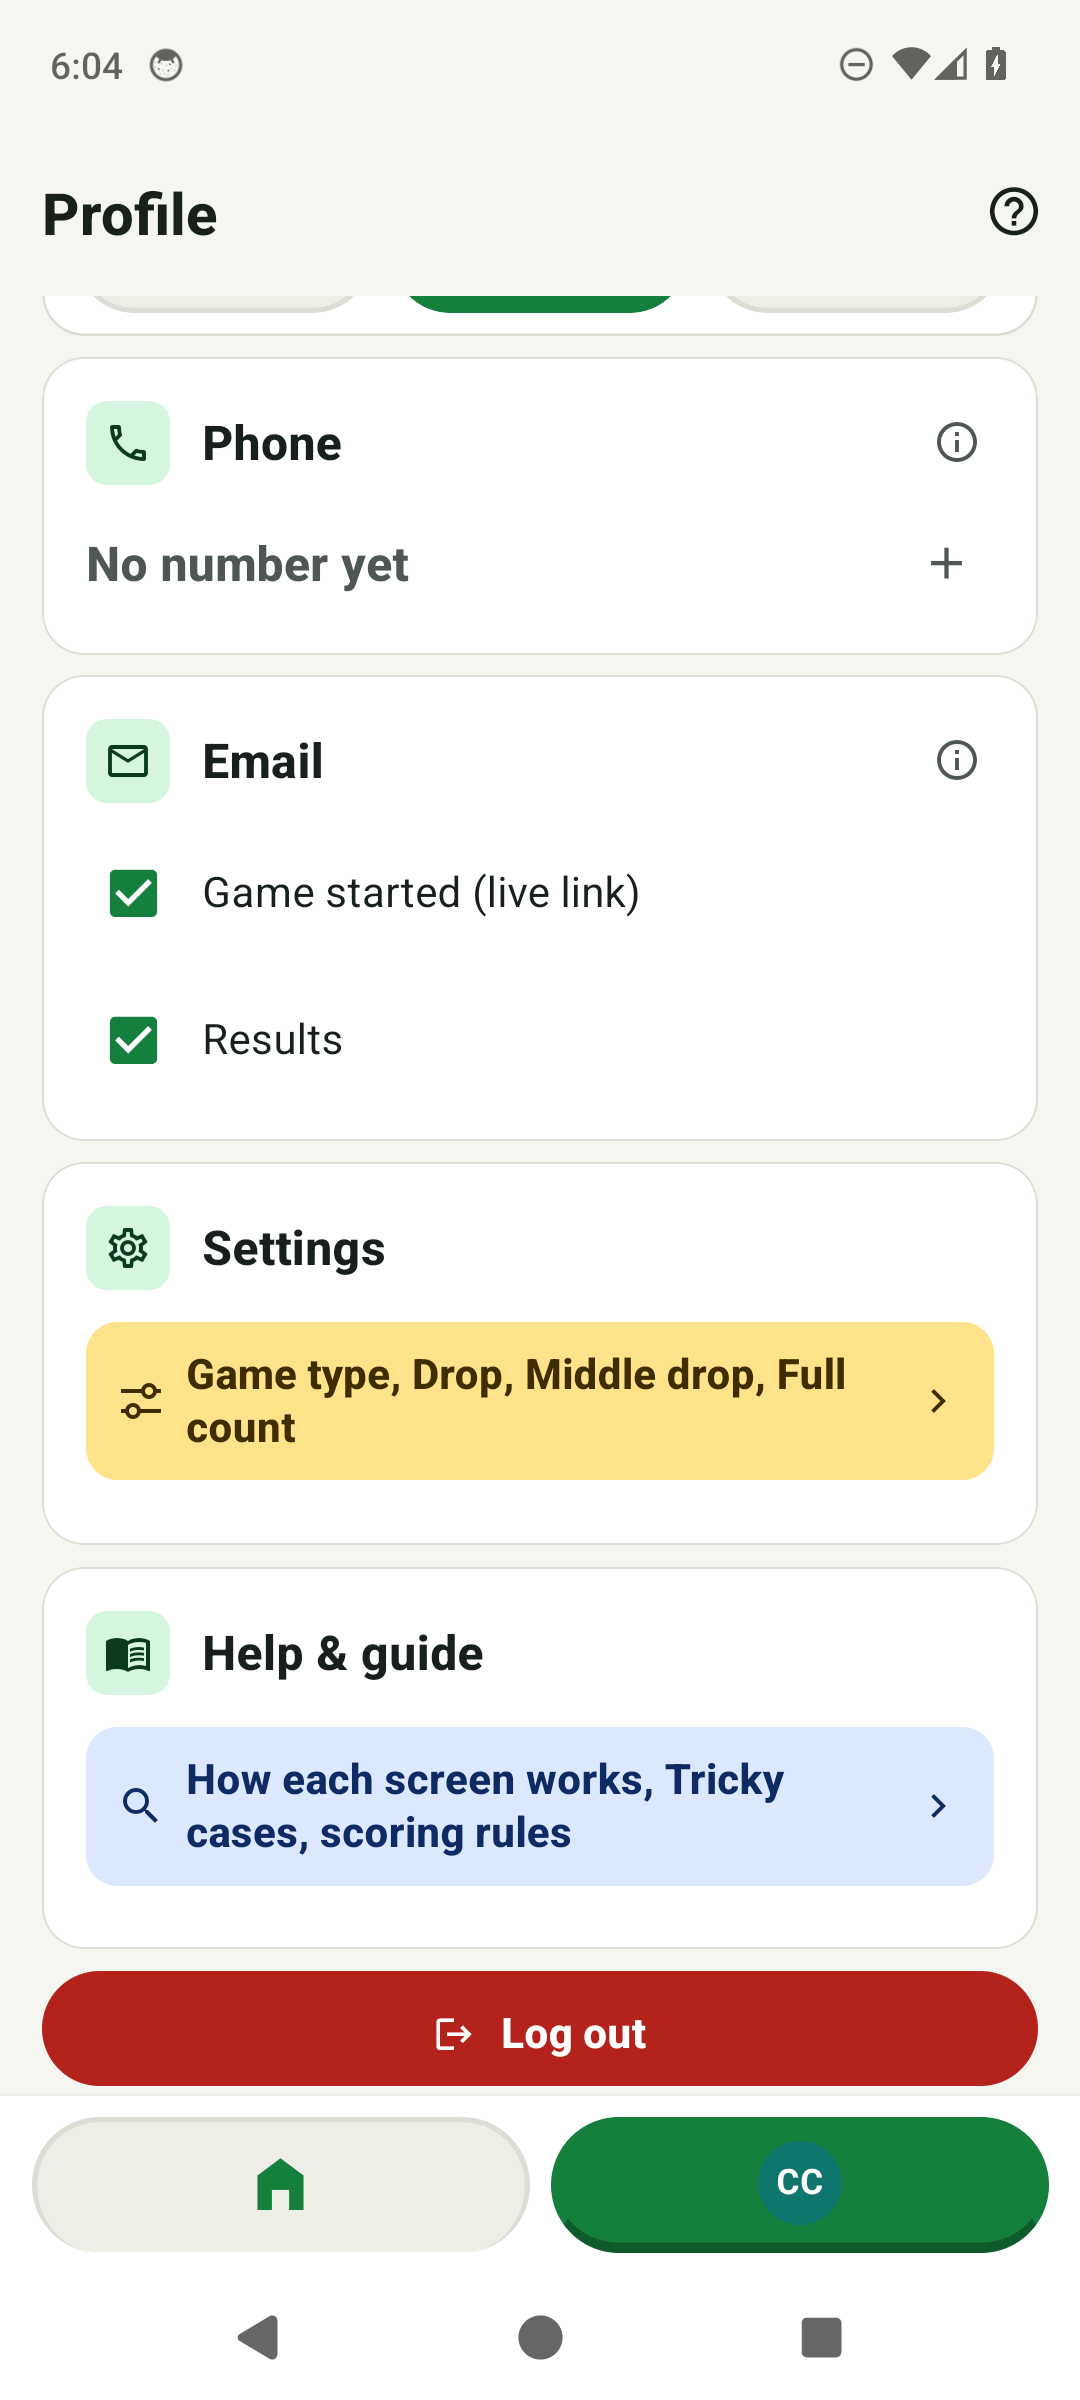 6:04
Profile
Phone
No number yet
Email
Game started (live link)
Results
Settings
Game type, Drop, Middle drop, Full
count
Help & guide
How each screen works, Tricky
cases, scoring rules
Log out
CC